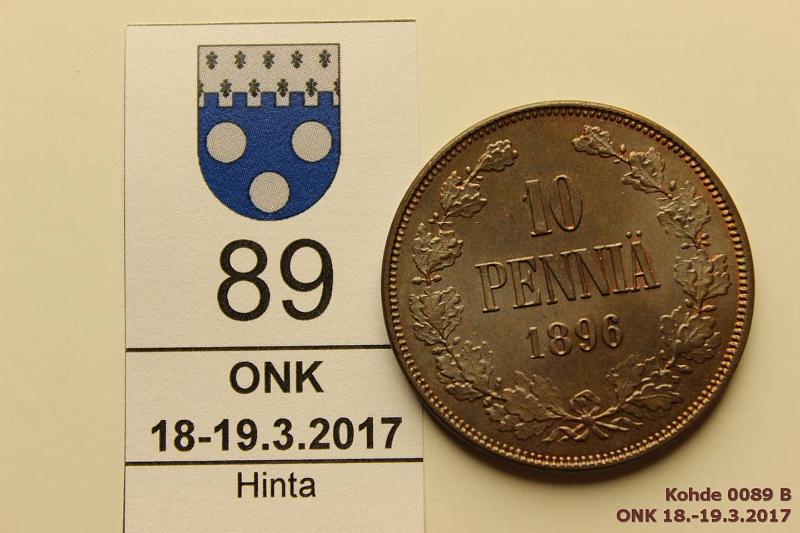 89
ONK
18-19.3.2017
Hinta
10
PENNIÄ
1896
Kohde 0089 B
ONK 18.-19.3.2017